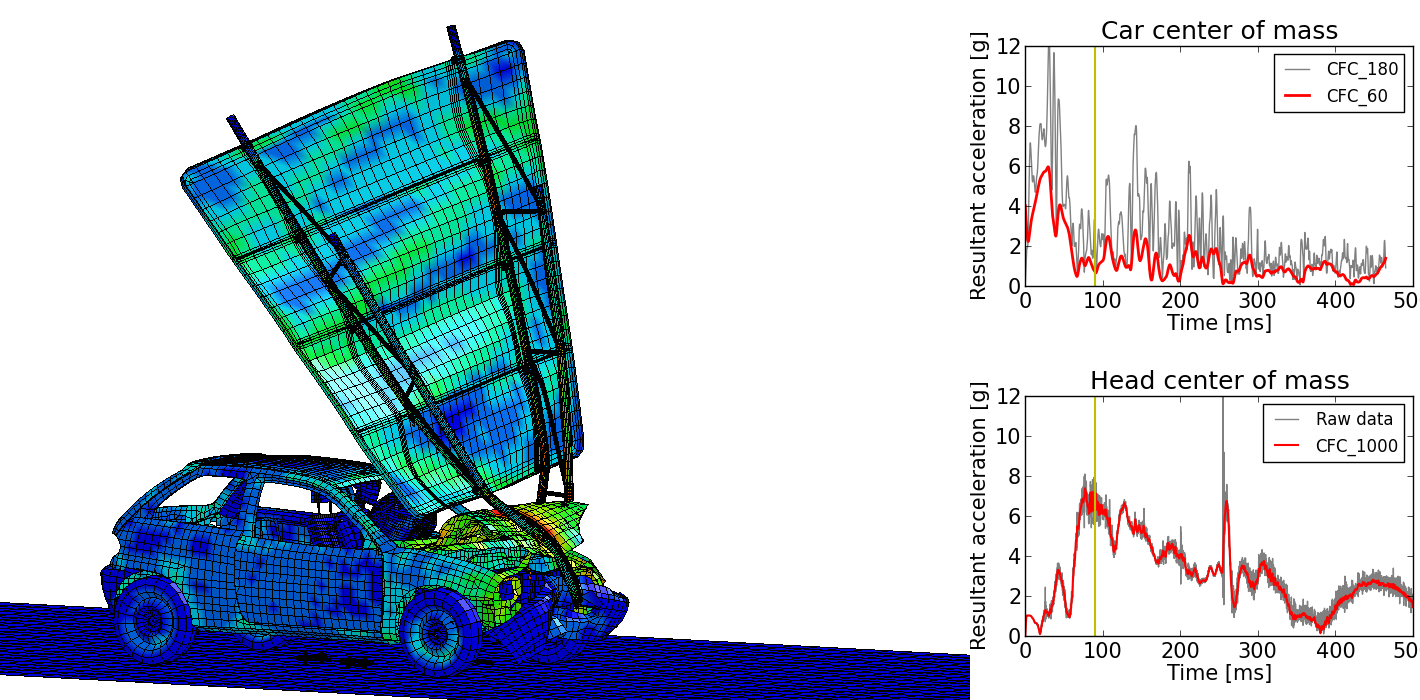 Car center of mass
Resultant acceleration [g]
12
10
8
6
4
2
0
CFC_180
CFC_60
0 100 200 300 400 50
Time [ms]
Head center of mass
Resultant acceleration [g]
12
10
8
6
4
2
0
Raw data
CFC_1000
0 100 200 300 400 50
Time [ms]